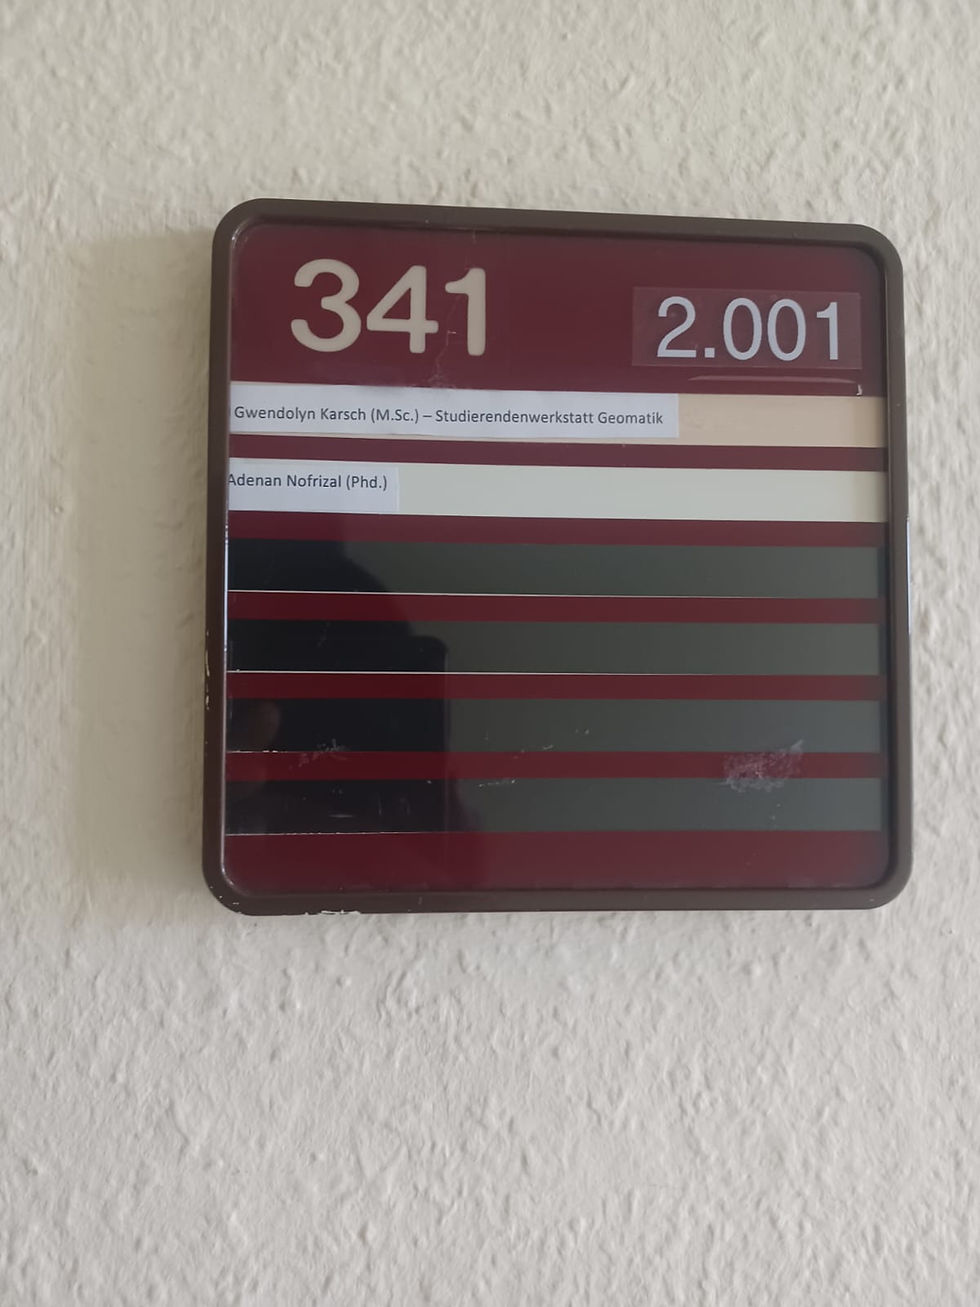 341 2.001
Gwendolyn Karsch (M.Sc.) – Studierendenwerkstatt Geomatik
Adenan Nofrizal (Phd.)